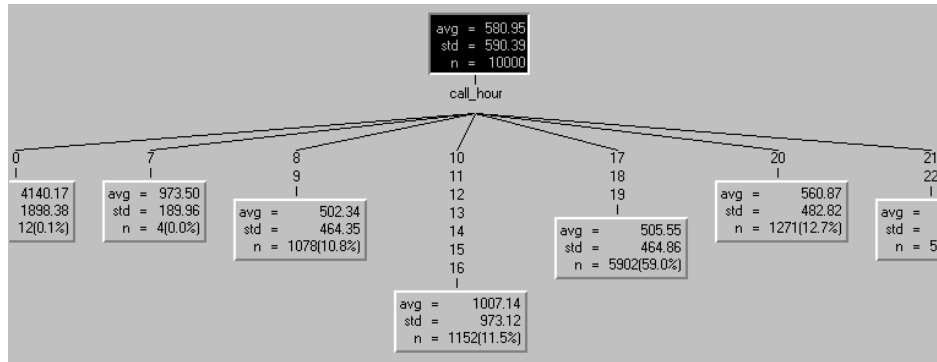 avg = 580.95
std = 590.39
n = 10000
call_hour
0
4140.17
1898.38
12(0.1%)
7
avg = 973.50
std = 189.96
n = 4(0.0%)
8
9
avg = 502.34
std = 464.35
n = 1078(10.8%)
10
11
12
13
14
15
16
avg = 1007.14
std = 973.12
n = 1152(11.5%)
17
18
19
avg = 505.55
std = 464.86
n = 5902(59.0%)
20
avg = 560.87
std = 482.82
n = 1271(12.7%)
21
22
avg =
std =
n = 5